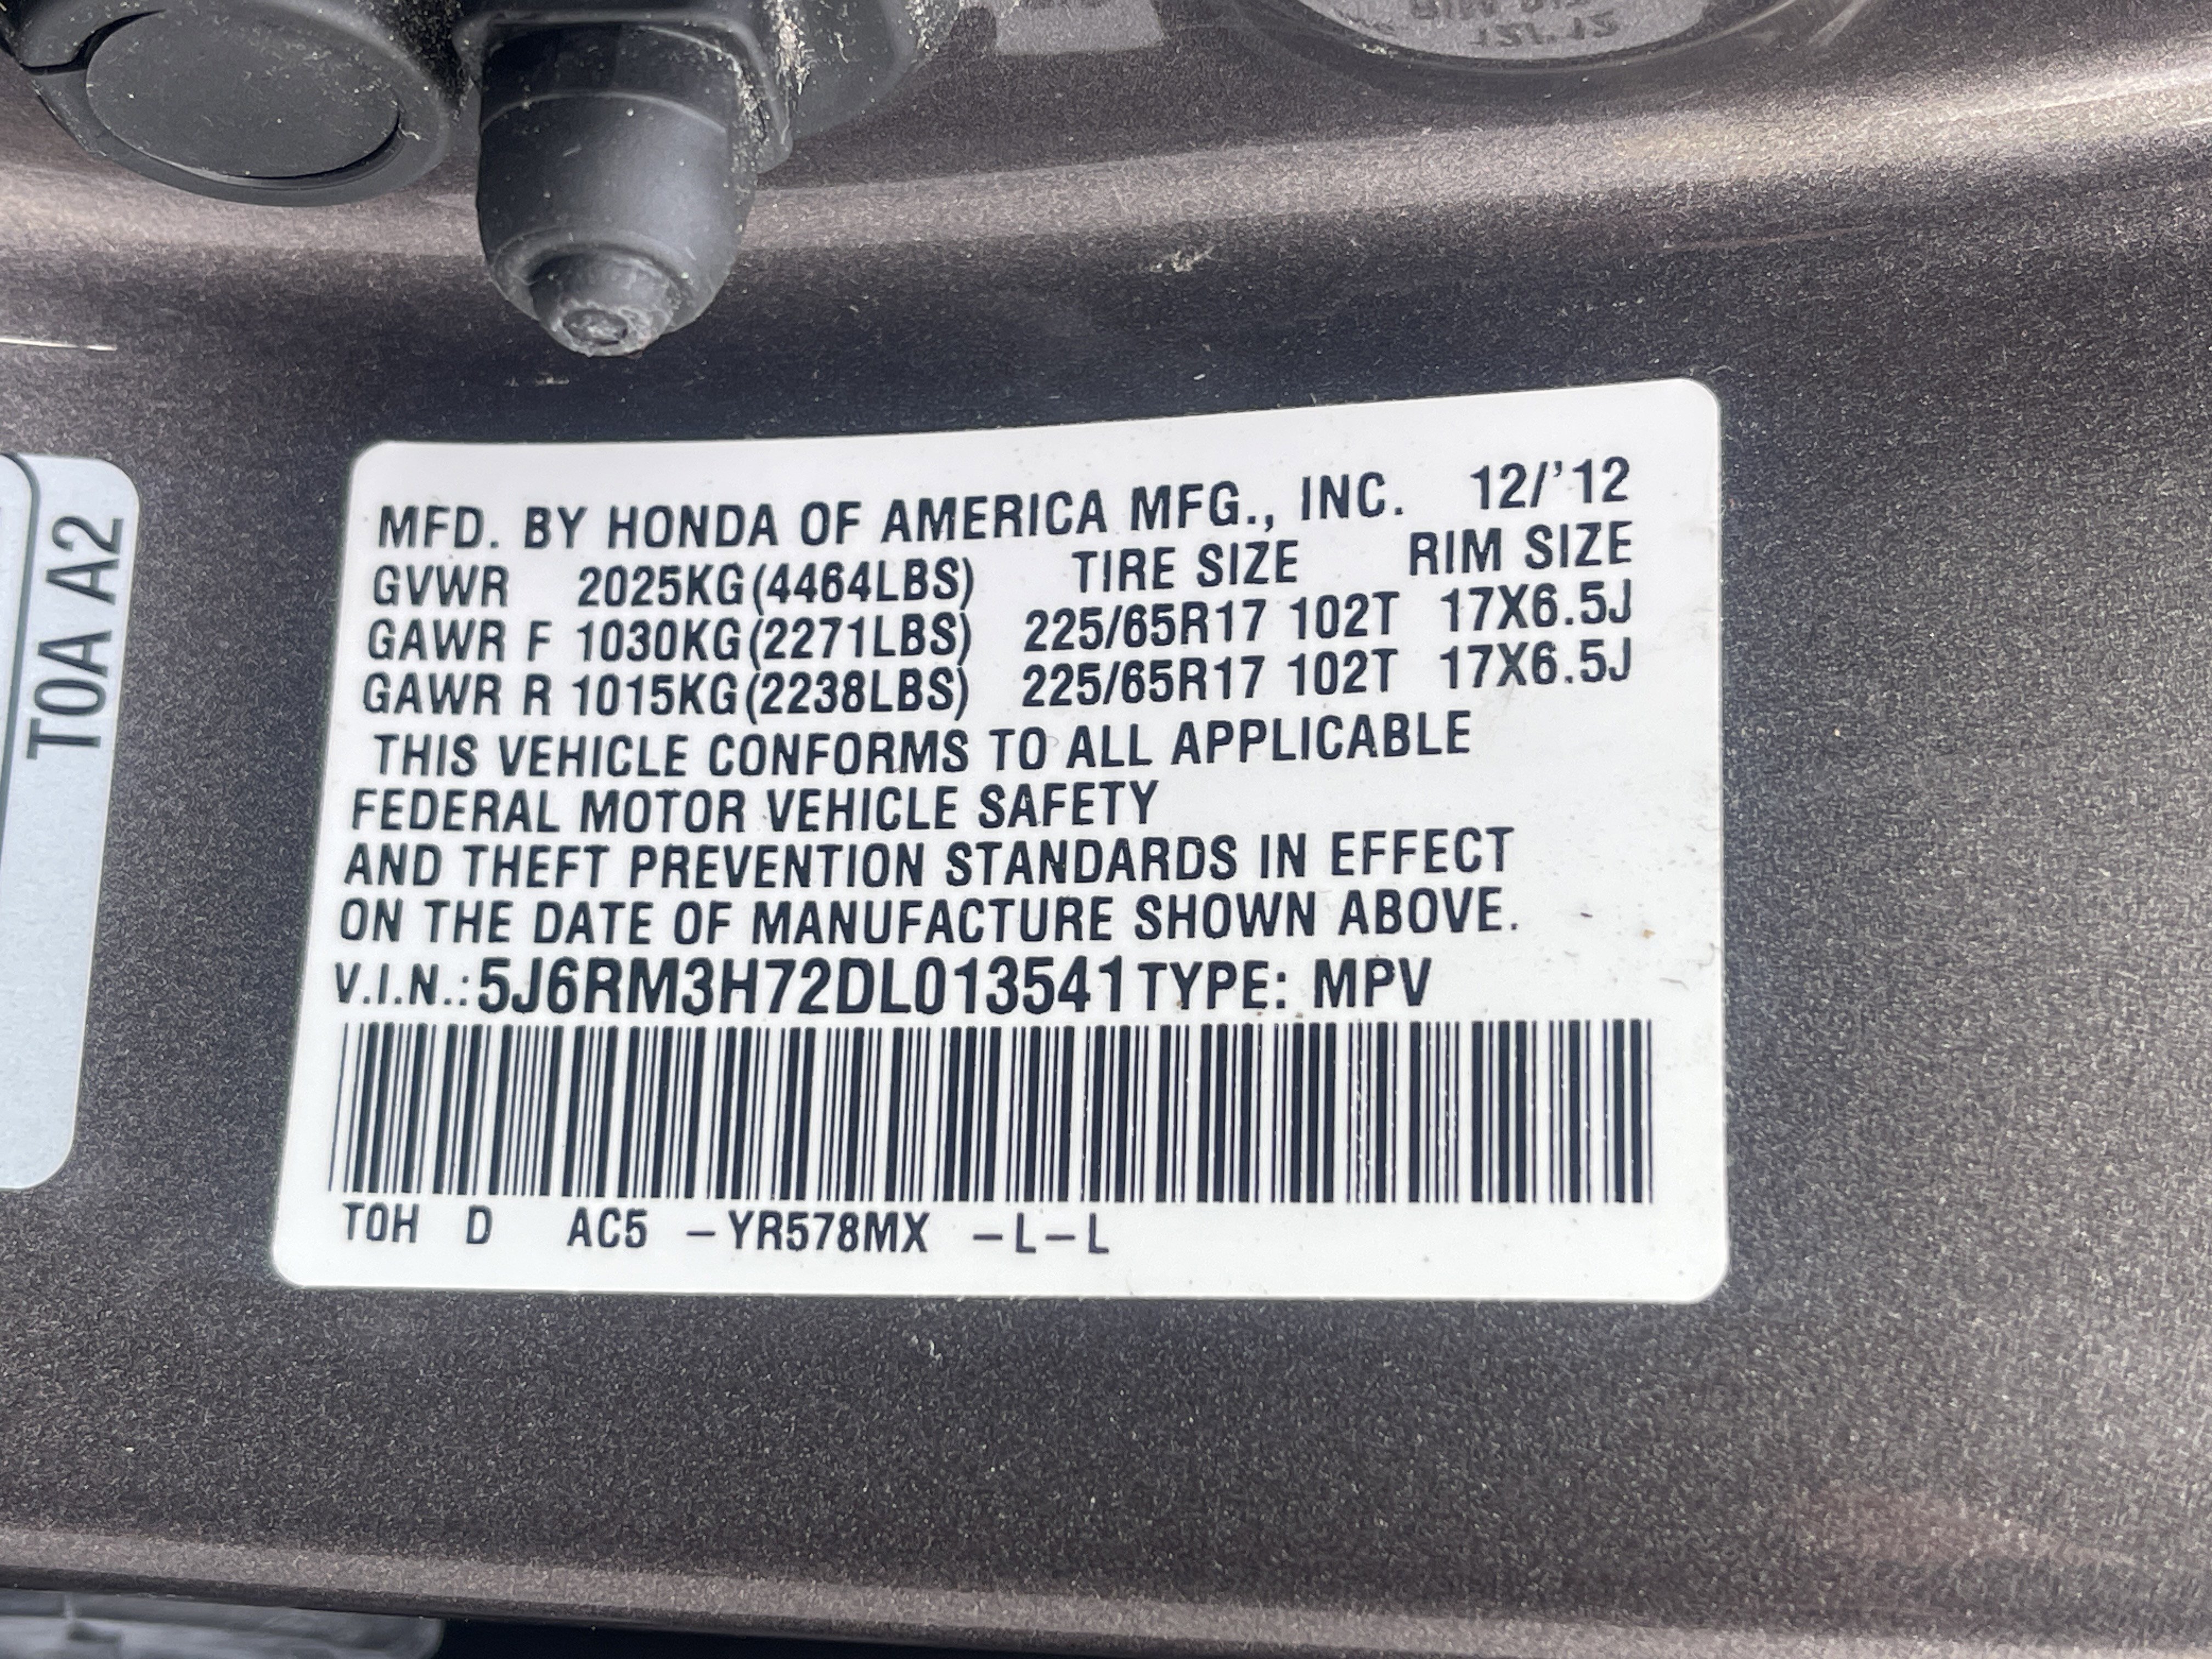 MFD. BY HONDA OF AMERICA MFG., INC. 12/'12
GVWR 2025KG(4464LBS) TIRE SIZE RIM SIZE
GAWR F 1030KG(2271LBS) 225/65R17 102T 17X6.5J
GAWR R 1015KG(2238LBS) 225/65R17 102T 17X6.5J
THIS VEHICLE CONFORMS TO ALL APPLICABLE
FEDERAL MOTOR VEHICLE SAFETY
AND THEFT PREVENTION STANDARDS IN EFFECT
ON THE DATE OF MANUFACTURE SHOWN ABOVE.
V.I.N.:5J6RM3H72DL013541TYPE: MPV
T0H D AC5 -YR578MX -L-L
T0A A2